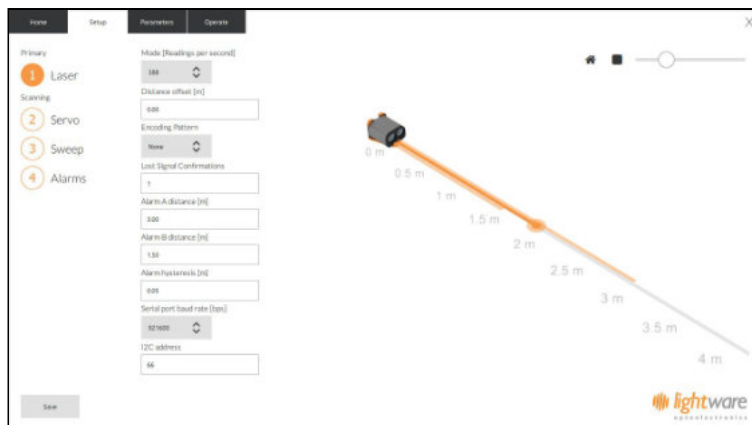 Home
Setup
Parameters
Operate
X
Primary
1 Laser
Scanning
2 Servo
3 Sweep
4 Alarms
Mode [Readings per second]
388
Distance offset [m]
0.00
Encoding Pattern
None
Lost Signal Confirmations
1
Alarm A distance [m]
3.00
Alarm B distance [m]
1.50
Alarm hysteresis [m]
0.05
Serial port baud rate [bps]
921600
I2C address
66
Save
0 m
0.5 m
1 m
1.5 m
2 m
2.5 m
3 m
3.5 m
4 m
lightware
optoelectronics